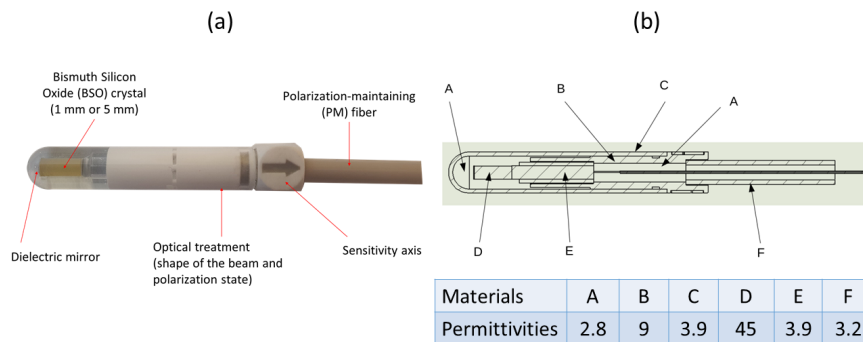 (a)
(b)
Bismuth Silicon
Oxide (BSO) crystal
(1 mm or 5 mm)
Polarization-maintaining
(PM) fiber
Dielectric mirror
Optical treatment
(shape of the beam and
polarization state)
Sensitivity axis
A
B
C
A
D
E
F
Materials A B C D E F
Permittivities 2.8 9 3.9 45 3.9 3.2